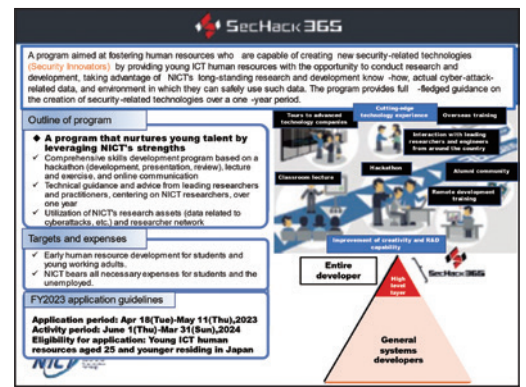 SECHACK 365
A program aimed at fostering human resources who are capable of creating new security-related technologies
(Security Innovators) by providing young ICT human resources with the opportunity to conduct research and
development, taking advantage of NICT's long-standing research and development know -how, actual cyber-attack-
related data, and environment in which they can safely use such data. The program provides full -fledged guidance on
the creation of security-related technologies over a one -year period.
Outline of program
◆ A program that nurtures young talent by
leveraging NICT's strengths
✓ Comprehensive skills development program based on a
hackathon (development, presentation, review), lecture
and exercise, and online communication
✓ Technical guidance and advice from leading researchers
and practitioners, centering on NICT researchers, over
one year
✓ Utilization of NICT's research assets (data related to
cyberattacks, etc.) and researcher network
Targets and expenses
✓ Early human resource development for students and
young working adults.
✓ NICT bears all necessary expenses for students and the
unemployed.
FY2023 application guidelines
Application period: Apr 18(Tue)-May 11(Thu),2023
Activity period: June 1(Thu)-Mar 31(Sun),2024
Eligibility for application: Young ICT human
resources aged 25 and younger residing in Japan
NICT
Tours to advanced
technology companies
Cutting-edge
technology experience
Overseas training
Interaction with leading
researchers and engineers
from around the country
Classroom lecture
Hackathon
Alumni community
Remote development
training
Improvement of creativity and R&D
capability
SECHACK365
Entire
developer
High
level
layer
General
systems
developers